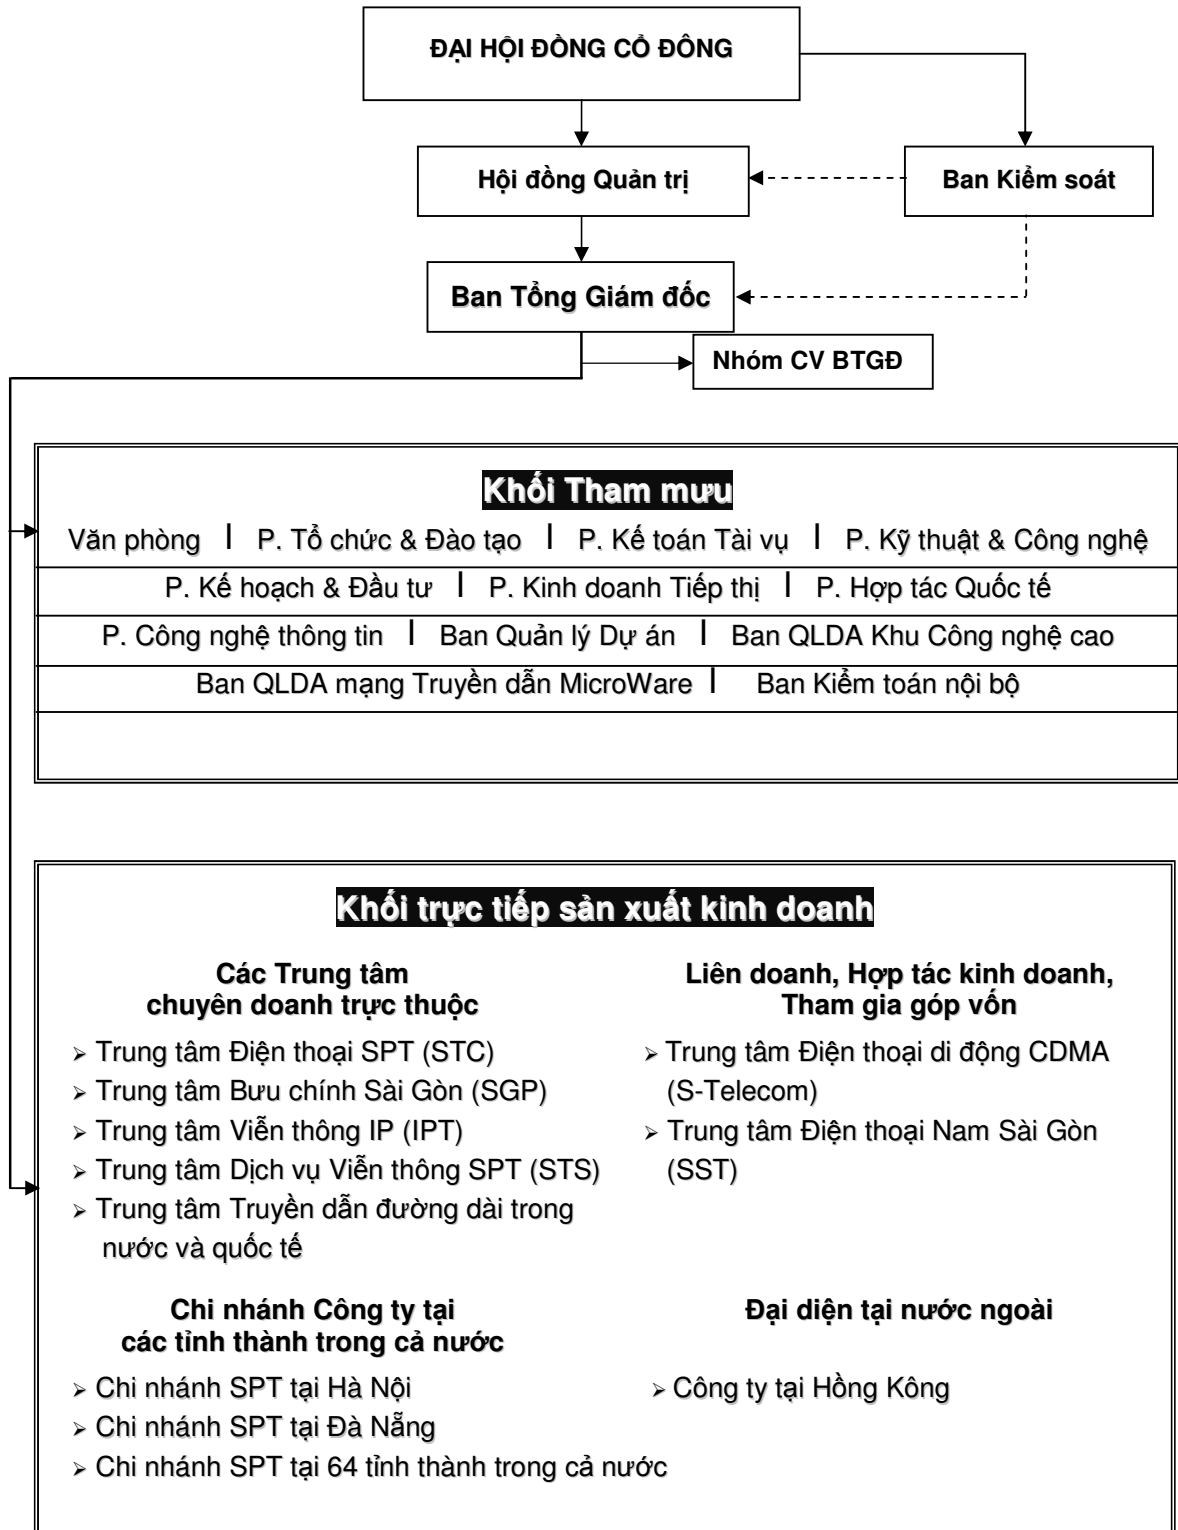 ĐẠI HỘI ĐỒNG CỔ ĐÔNG
Hội đồng Quản trị
Ban Kiểm soát
Ban Tổng Giám đốc
Nhóm CV BTGĐ
Khối Tham mưu
Văn phòng | P. Tổ chức & Đào tạo | P. Kế toán Tài vụ | P. Kỹ thuật & Công nghệ
P. Kế hoạch & Đầu tư | P. Kinh doanh Tiếp thị | P. Hợp tác Quốc tế
P. Công nghệ thông tin | Ban Quản lý Dự án | Ban QLDA Khu Công nghệ cao
Ban QLDA mạng Truyền dẫn MicroWare | Ban Kiểm toán nội bộ
Khối trực tiếp sản xuất kinh doanh
Các Trung tâm
chuyên doanh trực thuộc
➢ Trung tâm Điện thoại SPT (STC)
➢ Trung tâm Bưu chính Sài Gòn (SGP)
➢ Trung tâm Viễn thông IP (IPT)
➢ Trung tâm Dịch vụ Viễn thông SPT (STS)
➢ Trung tâm Truyền dẫn đường dài trong
nước và quốc tế
Liên doanh, Hợp tác kinh doanh,
Tham gia góp vốn
➢ Trung tâm Điện thoại di động CDMA
(S-Telecom)
➢ Trung tâm Điện thoại Nam Sài Gòn
(SST)
Chi nhánh Công ty tại
các tỉnh thành trong cả nước
➢ Chi nhánh SPT tại Hà Nội
➢ Chi nhánh SPT tại Đà Nẵng
➢ Chi nhánh SPT tại 64 tỉnh thành trong cả nước
Đại diện tại nước ngoài
➢ Công ty tại Hồng Kông